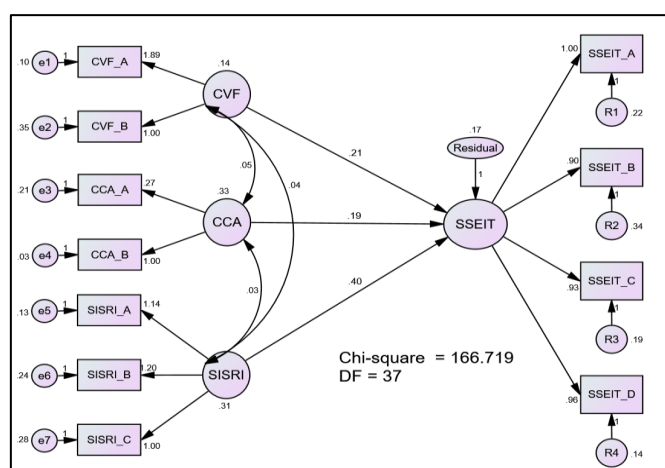 .10 e1 1 CVF_A 1.89
.14
CVF
.35 e2 1 CVF_B 1.00
.05
.04
.21 e3 1 CCA_A .27
.33
CCA
.03 e4 1 CCA_B 1.00
.03
.13 e5 1 SISRI_A 1.14
.24 e6 1 SISRI_B 1.20
SISRI
.31
.28 e7 1 SISRI_C 1.00
.21
.19
.40
.17
Residual
1
SSEIT
1.00 SSEIT_A
1
R1 .22
.90 SSEIT_B
1
R2 .34
.93 SSEIT_C
1
R3 .19
.96 SSEIT_D
1
R4 .14
Chi-square = 166.719
DF = 37